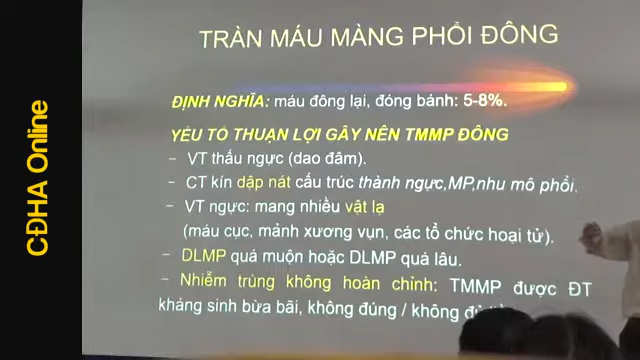 CĐHA Online
TRÀN MÁU MÀNG PHỔI ĐÔNG
ĐỊNH NGHĨA: máu đông lại, đóng bánh: 5-8%.
YẾU TỐ THUẬN LỢI GÂY NÊN TMMP ĐÔNG
– VT thấu ngực (dao đâm).
– CT kín dập nát cấu trúc thành ngực,MP,nhu mô phổi.
– VT ngực: mang nhiều vật lạ
(máu cục, mảnh xương vụn, các tổ chức hoại tử).
– DLMP quá muộn hoặc DLMP quá lâu.
– Nhiễm trùng không hoàn chỉnh: TMMP được ĐT
kháng sinh bừa bãi, không đúng / không